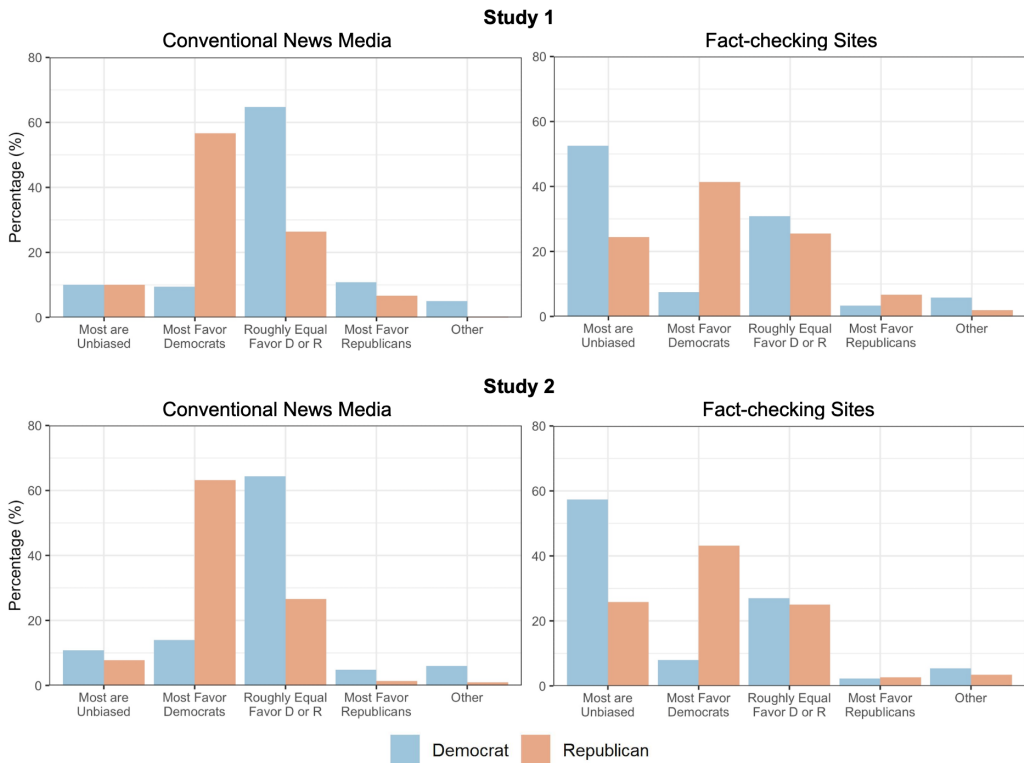 Study 1
Conventional News Media
Fact-checking Sites
Percentage (%)
80
60
40
20
0
Most are
Unbiased
Most Favor
Democrats
Roughly Equal
Favor D or R
Most Favor
Republicans
Other
80
60
40
20
0
Most are
Unbiased
Most Favor
Democrats
Roughly Equal
Favor D or R
Most Favor
Republicans
Other
Study 2
Conventional News Media
Fact-checking Sites
Percentage (%)
80
60
40
20
0
Most are
Unbiased
Most Favor
Democrats
Roughly Equal
Favor D or R
Most Favor
Republicans
Other
80
60
40
20
0
Most are
Unbiased
Most Favor
Democrats
Roughly Equal
Favor D or R
Most Favor
Republicans
Other
Democrat
Republican